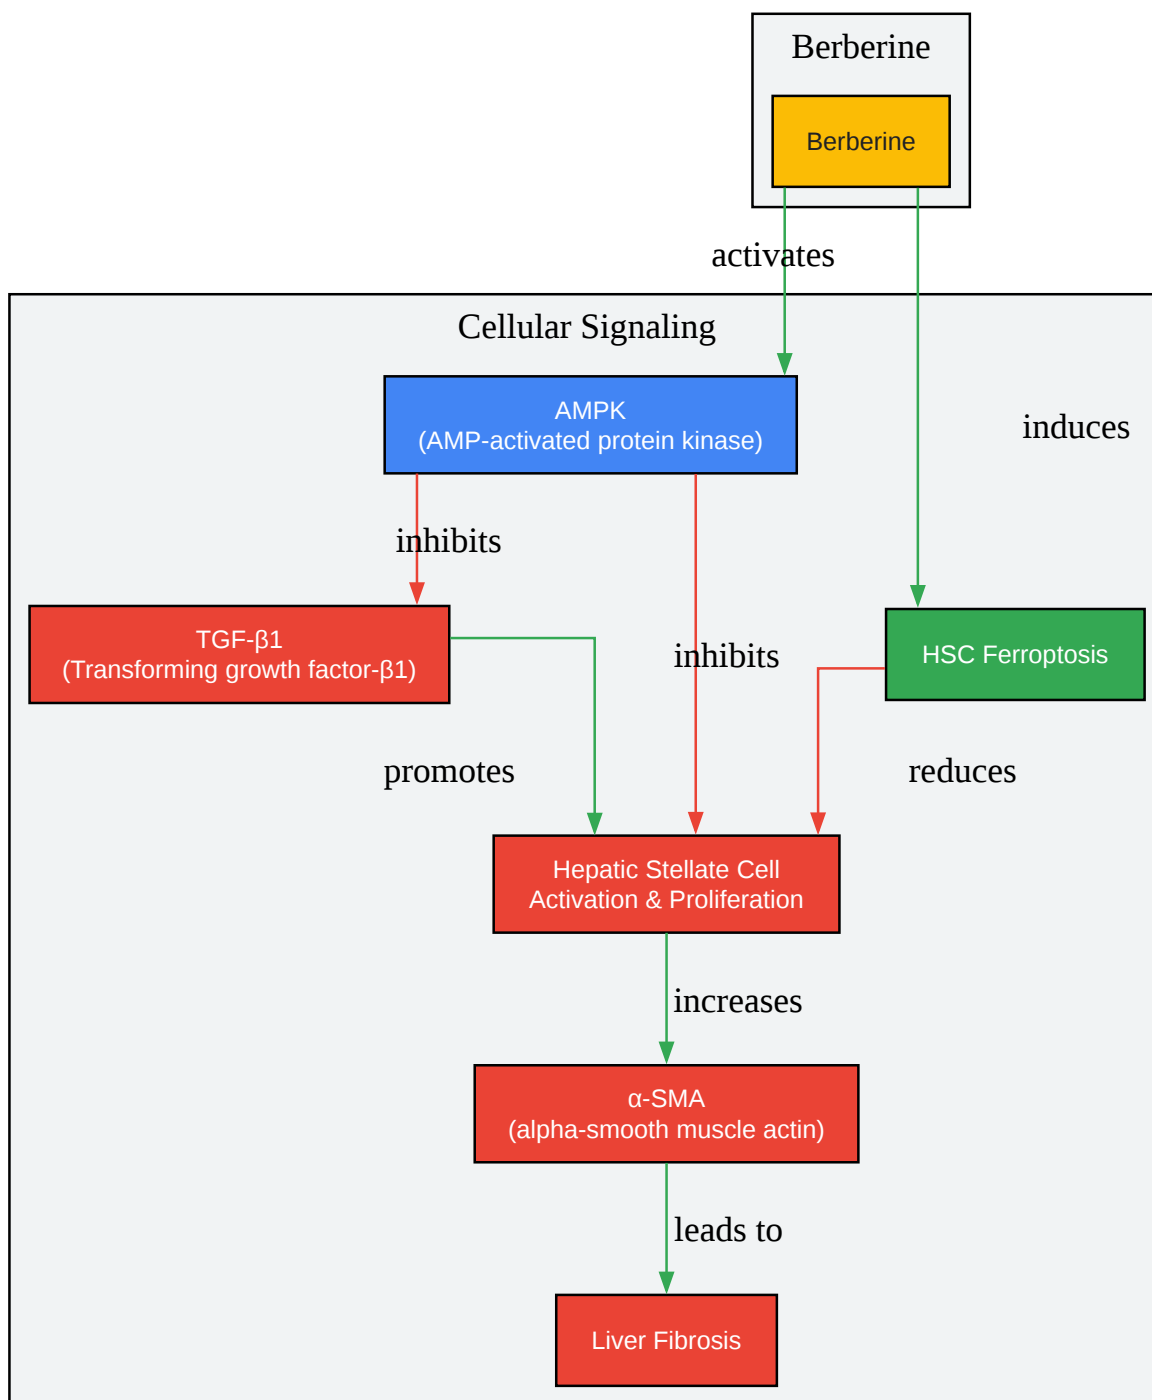 Berberine
Berberine
activates
Cellular Signaling
AMPK
(AMP-activated protein kinase)
induces
inhibits
TGF-β1
(Transforming growth factor-β1)
inhibits
HSC Ferroptosis
promotes
reduces
Hepatic Stellate Cell
Activation & Proliferation
increases
α-SMA
(alpha-smooth muscle actin)
leads to
Liver Fibrosis